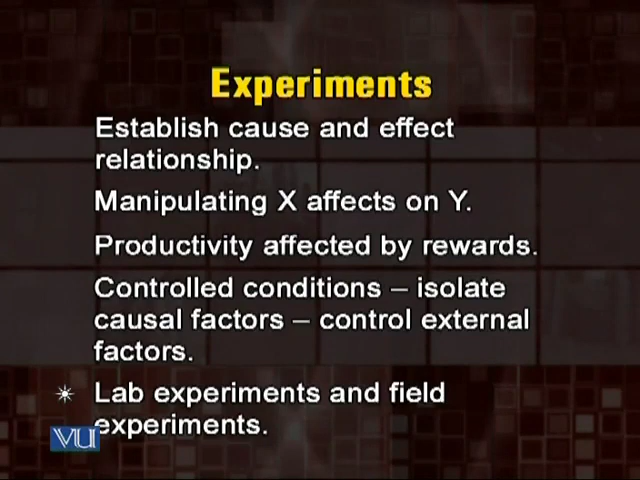 Experiments
Establish cause and effect
relationship.
Manipulating X affects on Y.
Productivity affected by rewards.
Controlled conditions – isolate
causal factors – control external
factors.
Lab experiments and field
experiments.
VU